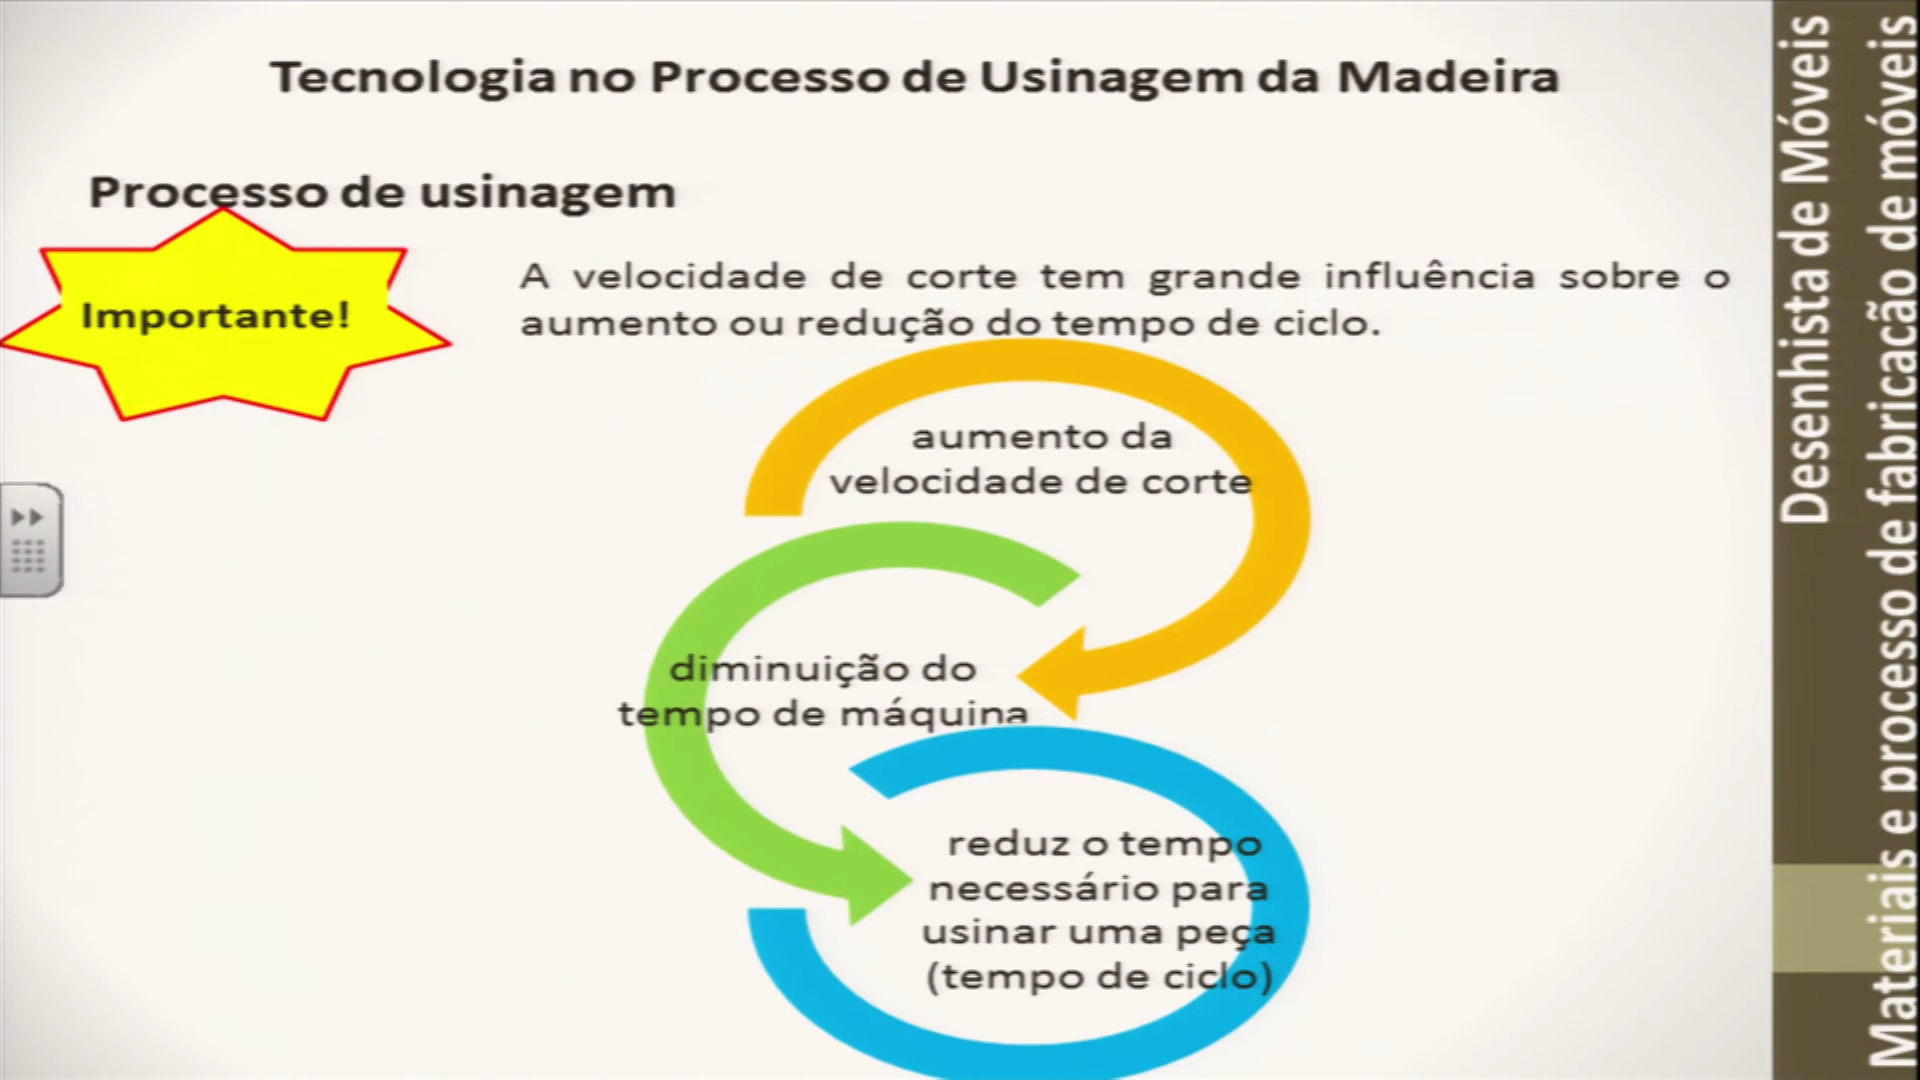 Tecnologia no Processo de Usinagem da Madeira
Processo de usinagem
Importante!
A velocidade de corte tem grande influência sobre o
aumento ou redução do tempo de ciclo.
aumento da
velocidade de corte
diminuição do
tempo de máquina
reduz o tempo
necessário para
usinar uma peça
(tempo de ciclo)
Desenhista de Móveis
Materiais e processo de fabricação de móveis